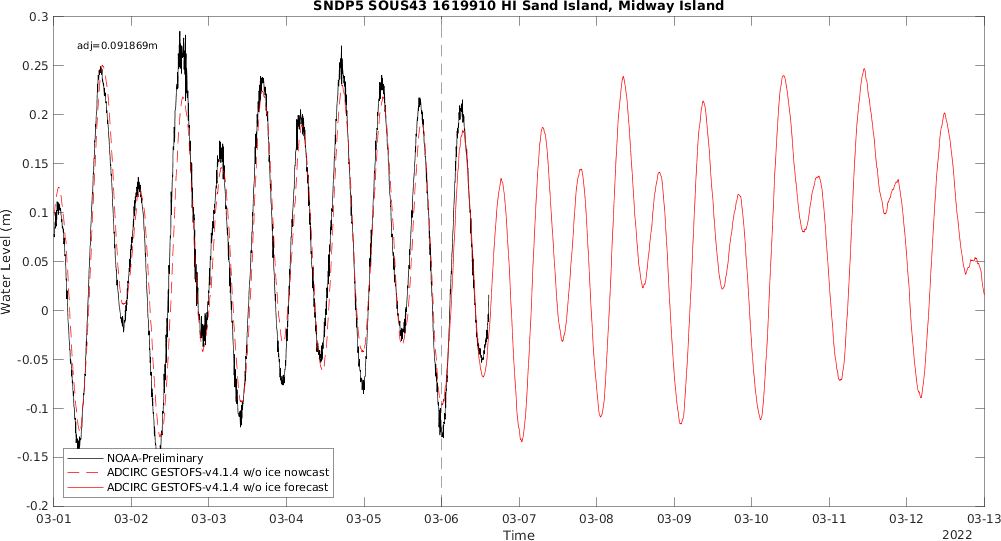 SNDP5 SOUS43 1619910 HI Sand Island, Midway Island
adj=0.091869m
0.3
0.25
0.2
0.15
0.1
0.05
0
-0.05
-0.1
-0.15
-0.2
Water Level (m)
NOAA-Preliminary
ADCIRC GESTOFS-v4.1.4 w/o ice nowcast
ADCIRC GESTOFS-v4.1.4 w/o ice forecast
03-01 03-02 03-03 03-04 03-05 03-06 03-07 03-08 03-09 03-10 03-11 03-12 03-13
Time
2022